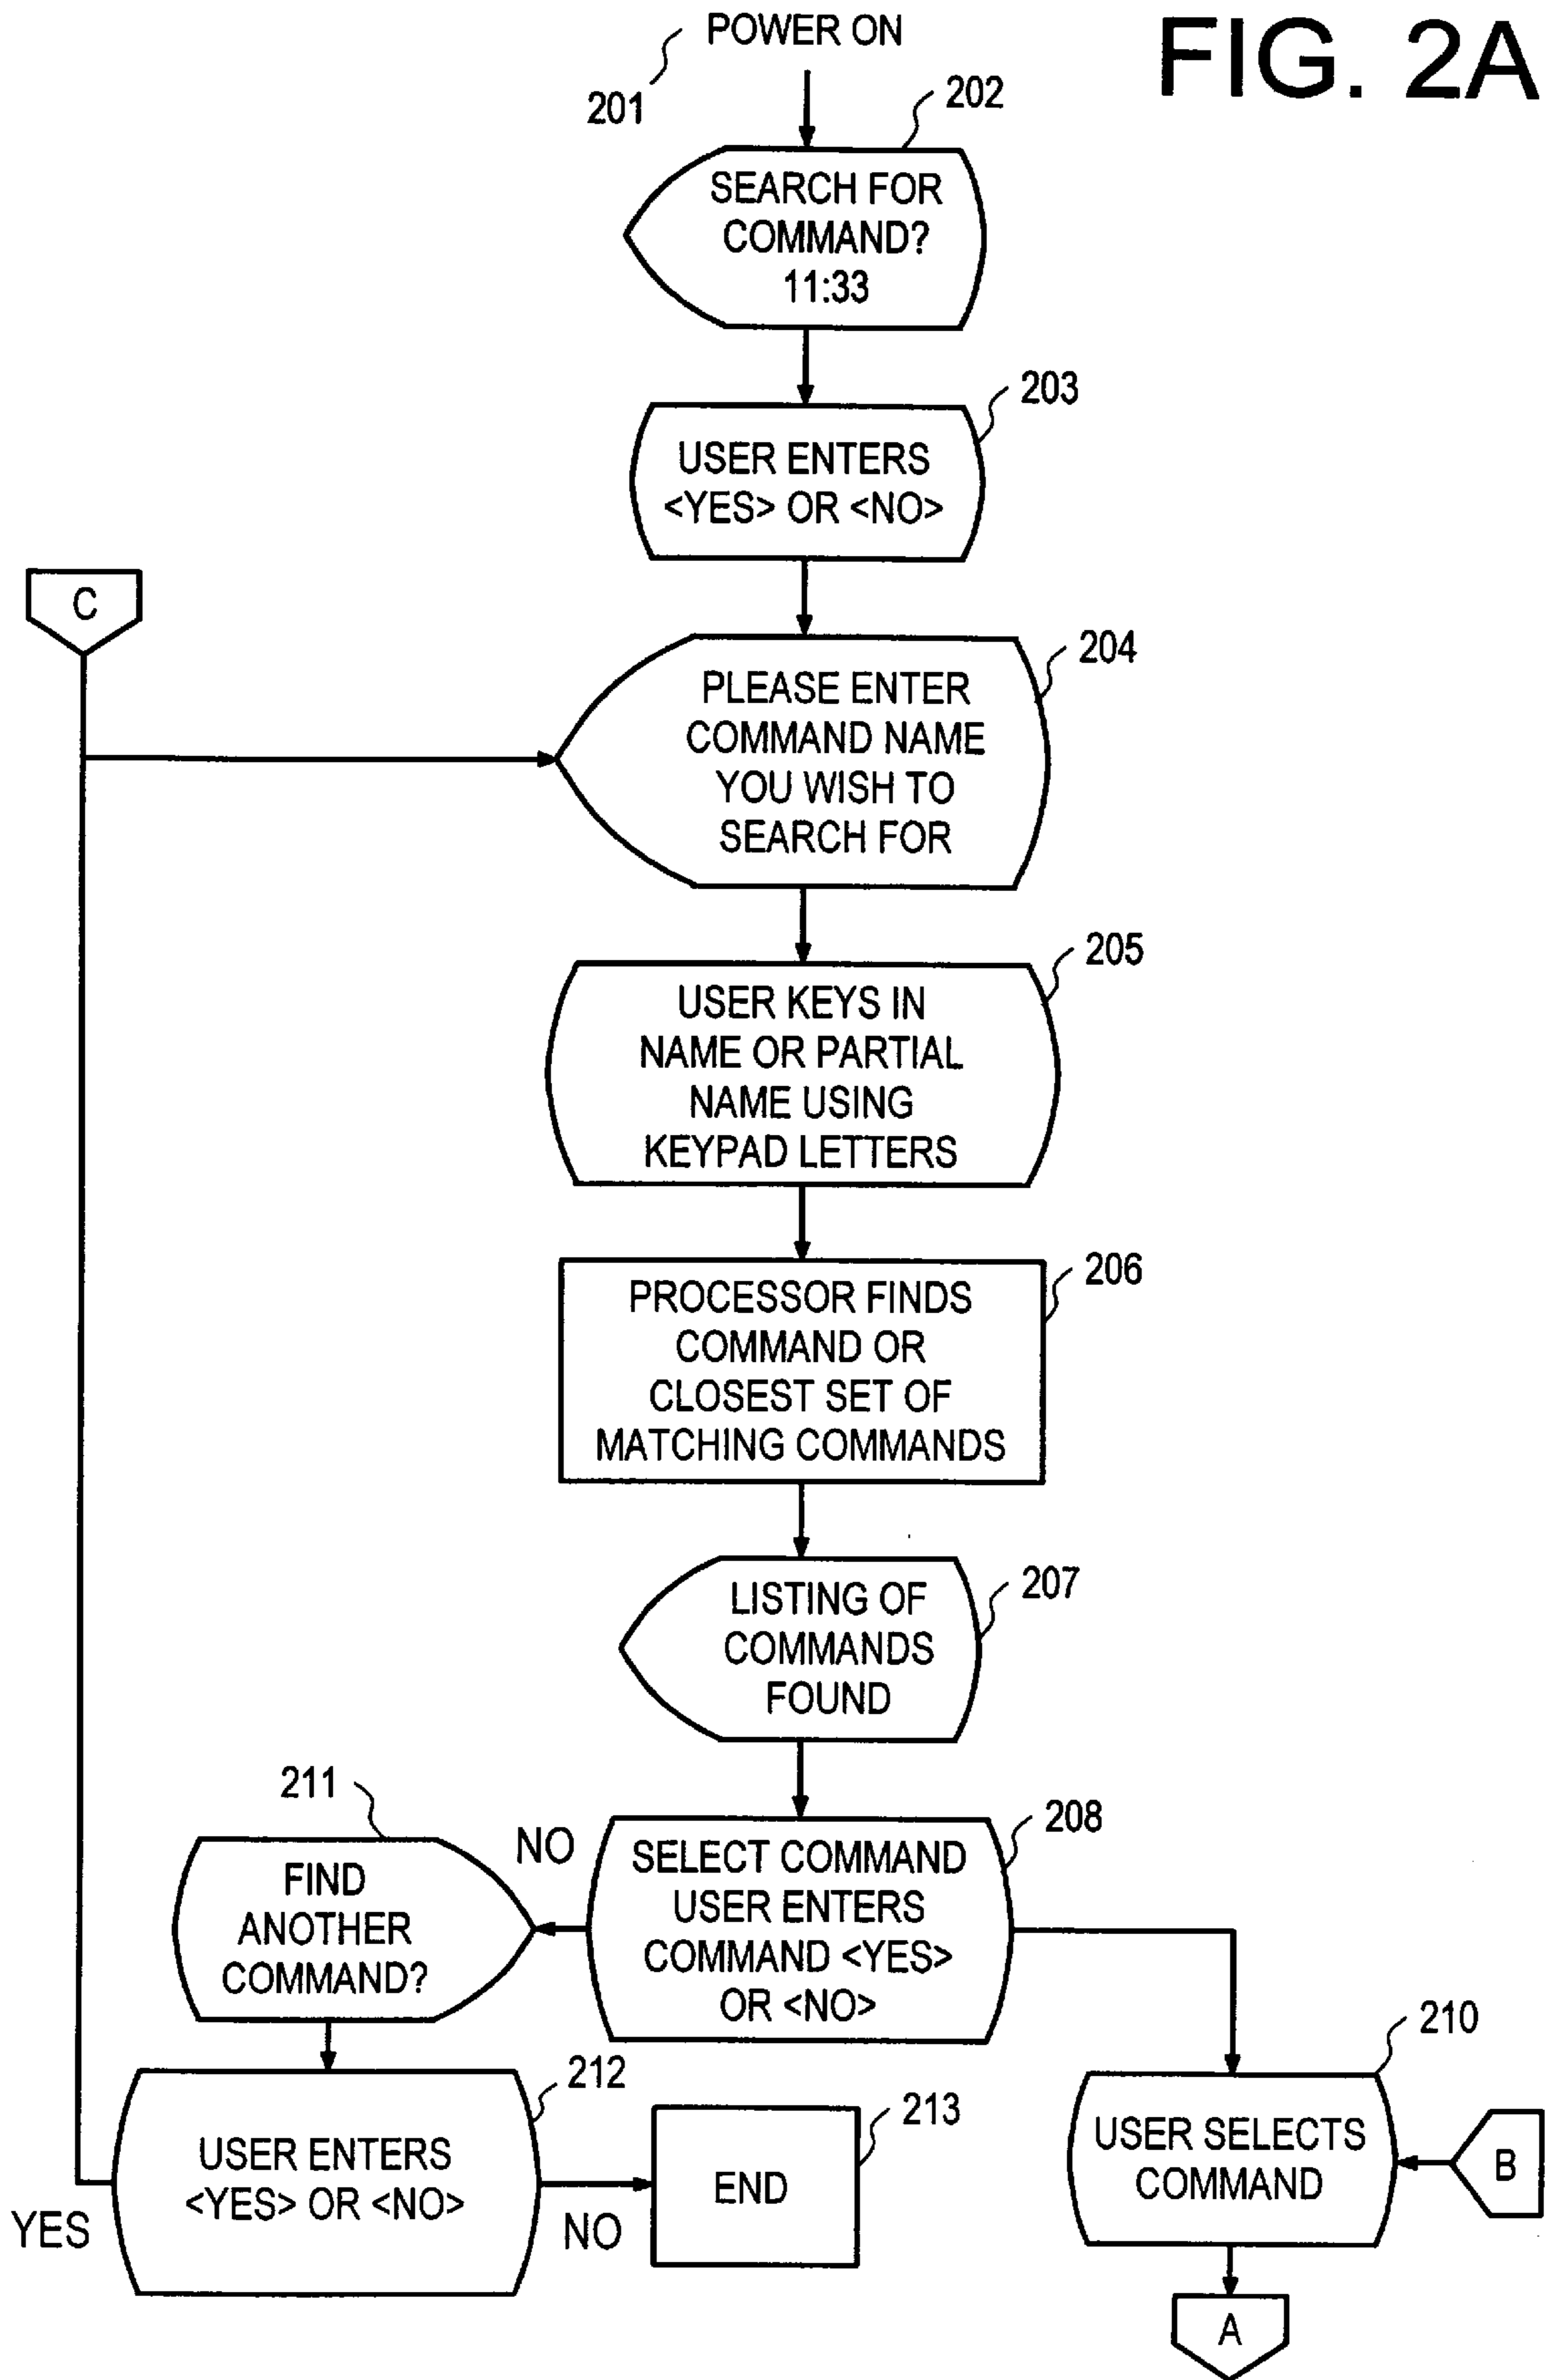 FIG. 2A
POWER ON
201
202
SEARCH FOR
COMMAND?
11:33
203
USER ENTERS
<YES> OR <NO>
C
204
PLEASE ENTER
COMMAND NAME
YOU WISH TO
SEARCH FOR
205
USER KEYS IN
NAME OR PARTIAL
NAME USING
KEYPAD LETTERS
206
PROCESSOR FINDS
COMMAND OR
CLOSEST SET OF
MATCHING COMMANDS
207
LISTING OF
COMMANDS
FOUND
208
SELECT COMMAND
USER ENTERS
COMMAND <YES>
OR <NO>
NO
211
FIND
ANOTHER
COMMAND?
212
USER ENTERS
<YES> OR <NO>
YES
NO
213
END
210
USER SELECTS
COMMAND
B
A